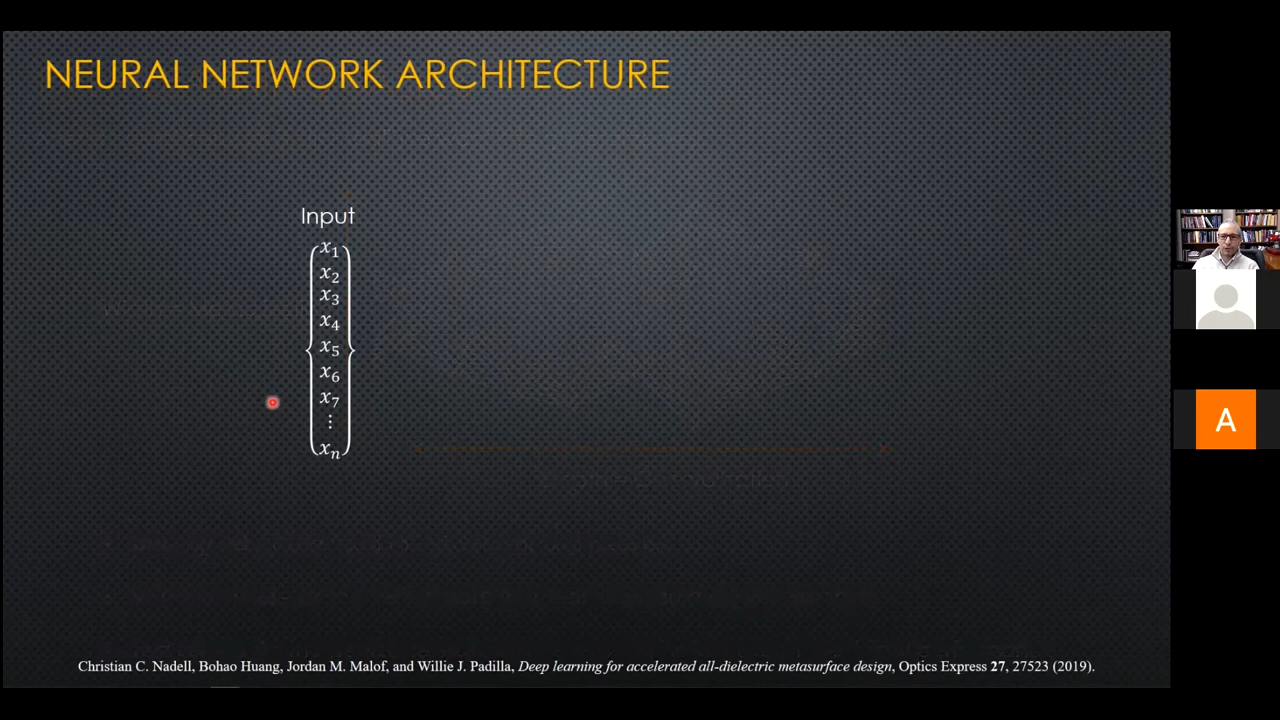 NEURAL NETWORK ARCHITECTURE
Input
x₁
x₂
x₃
x₄
x₅
x₆
x₇
⋮
xₙ
A
Christian C. Nadell, Bohao Huang, Jordan M. Malof, and Willie J. Padilla, Deep learning for accelerated all-dielectric metasurface design, Optics Express 27, 27523 (2019).